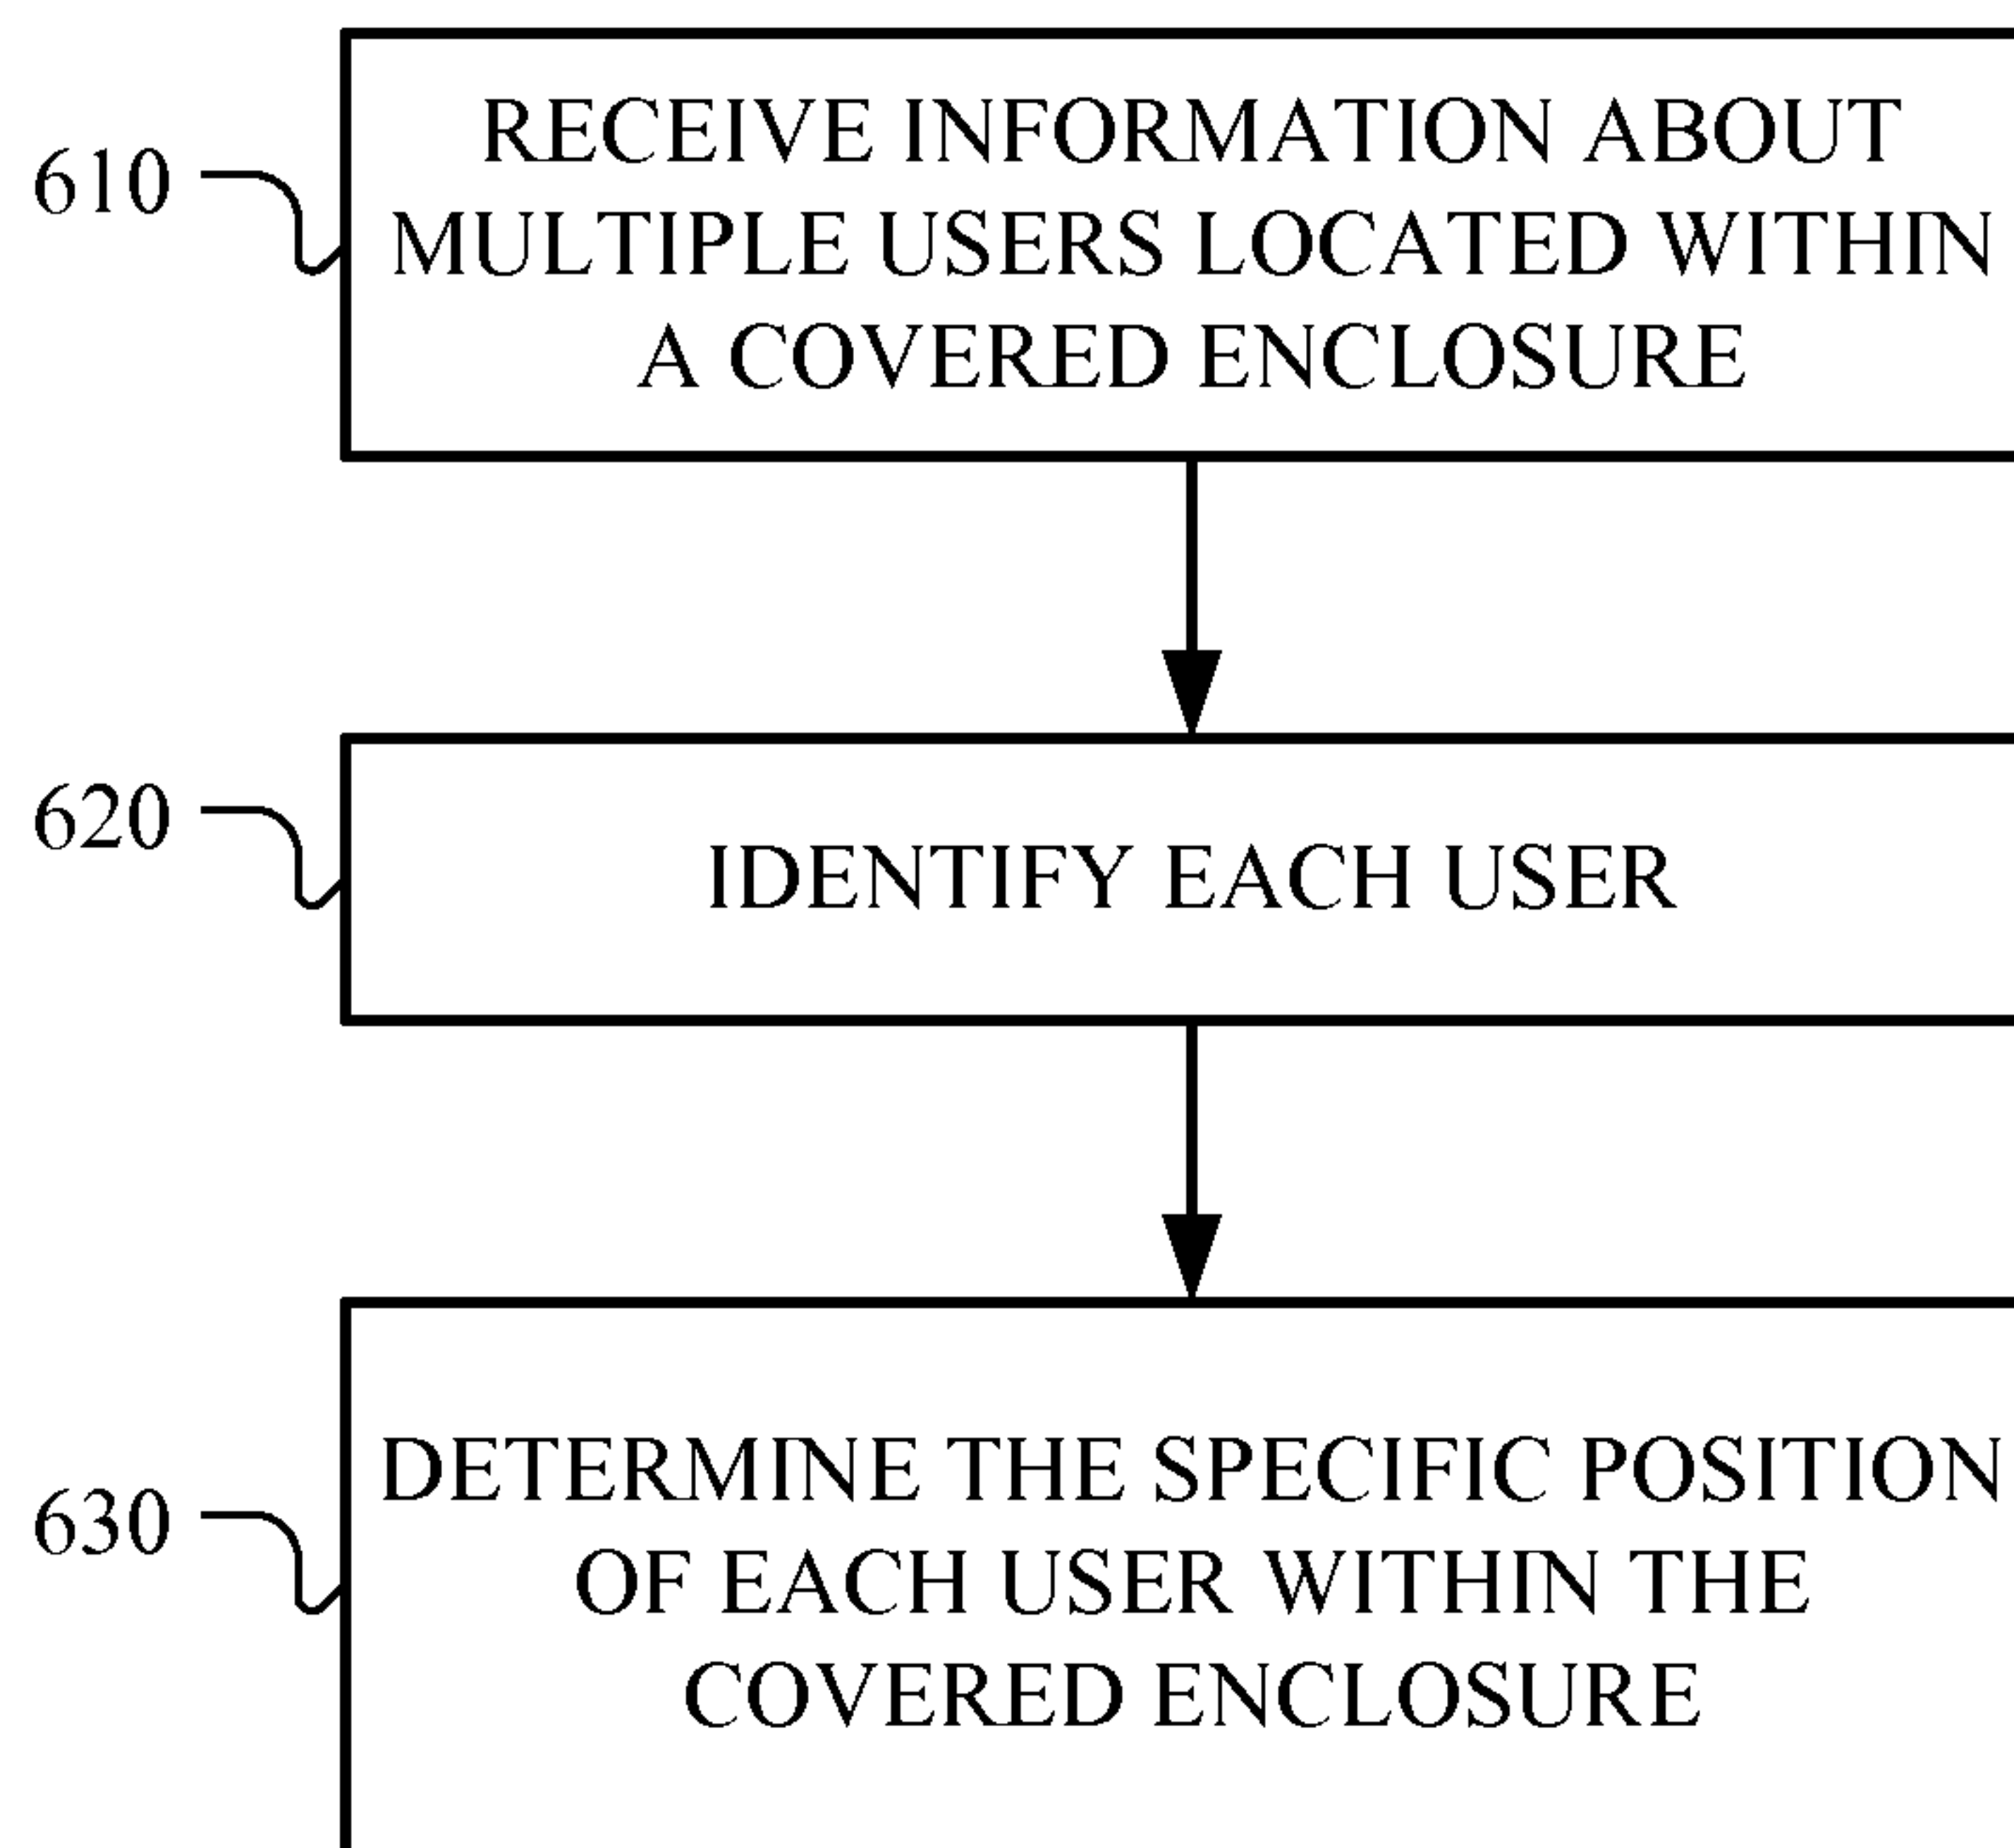 610
RECEIVE INFORMATION ABOUT
MULTIPLE USERS LOCATED WITHIN
A COVERED ENCLOSURE
620
IDENTIFY EACH USER
630
DETERMINE THE SPECIFIC POSITION
OF EACH USER WITHIN THE
COVERED ENCLOSURE